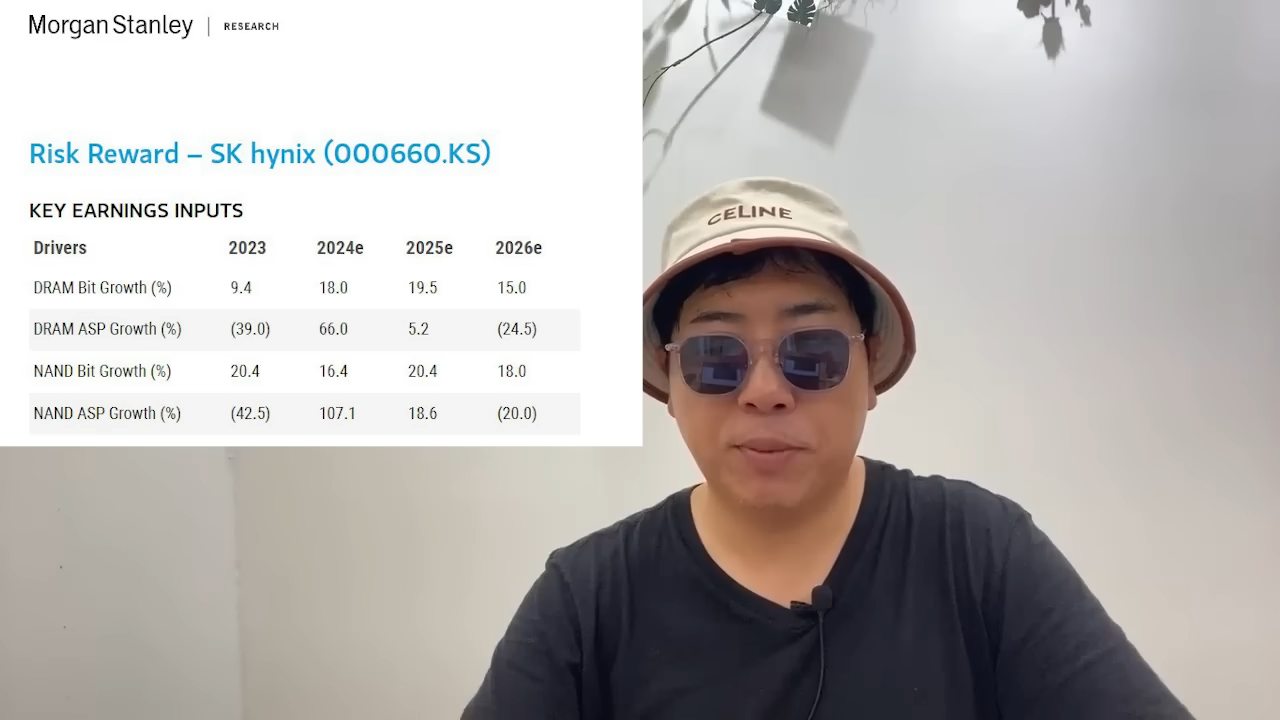 Morgan Stanley | RESEARCH
Risk Reward – SK hynix (000660.KS)
KEY EARNINGS INPUTS
Drivers 2023 2024e 2025e 2026e
DRAM Bit Growth (%) 9.4 18.0 19.5 15.0
DRAM ASP Growth (%) (39.0) 66.0 5.2 (24.5)
NAND Bit Growth (%) 20.4 16.4 20.4 18.0
NAND ASP Growth (%) (42.5) 107.1 18.6 (20.0)
CELINE